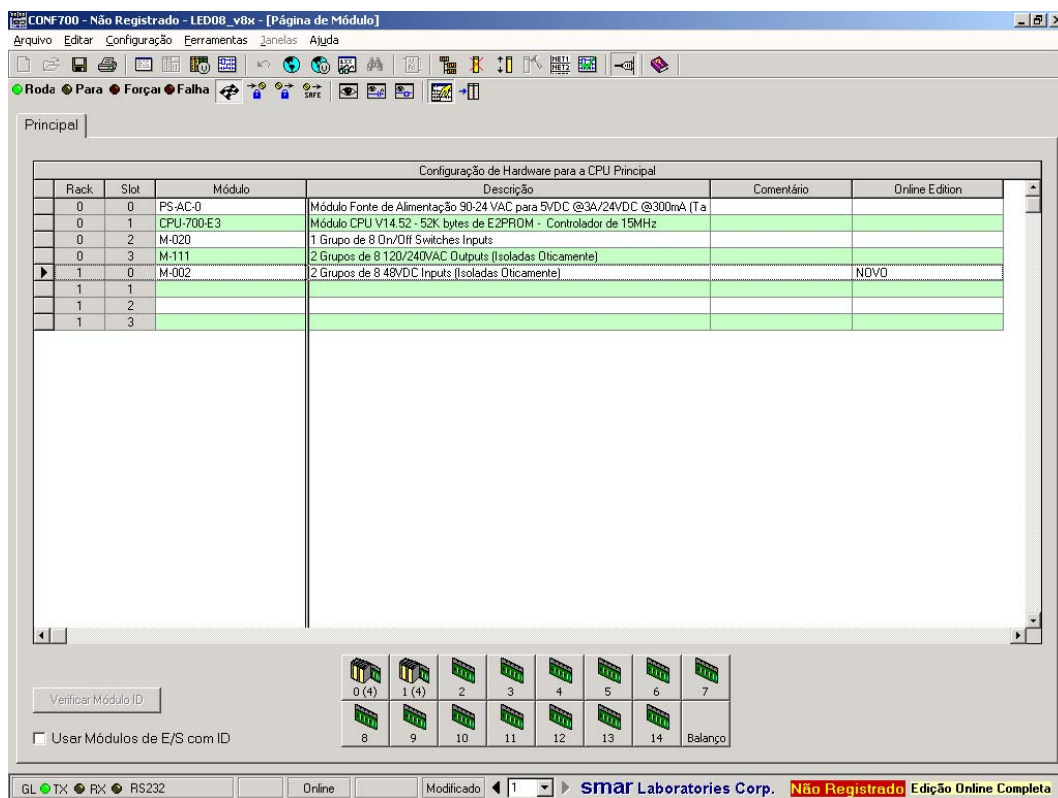 CONF700 - Não Registrado - LED08_v8x - [Página de Módulo]
Arquivo Editar Configuração Ferramentas Janelas Ajuda
NET1
NET2
Roda Para Forçar Falha SAFE
Principal
Configuração de Hardware para a CPU Principal
Rack Slot Módulo Descrição Comentário Online Edition
0 0 PS-AC-0 Módulo Fonte de Alimentação 90-24 VAC para 5VDC @3A/24VDC @300mA (Ta
0 1 CPU-700-E3 Módulo CPU V14.52 - 52K bytes de E2PROM - Controlador de 15MHz
0 2 M-020 1 Grupo de 8 On/Off Switches Inputs
0 3 M-111 2 Grupos de 8 120/240VAC Outputs (Isoladas Oticamente)
1 0 M-002 2 Grupos de 8 48VDC Inputs (Isoladas Oticamente) NOVO
1 1
1 2
1 3
0 (4) 1 (4) 2 3 4 5 6 7
Verificar Módulo ID
Usar Módulos de E/S com ID
8 9 10 11 12 13 14 Balanço
GL TX RX RS232 Online Modificado 1 smar Laboratories Corp. Não Registrado Edição Online Completa